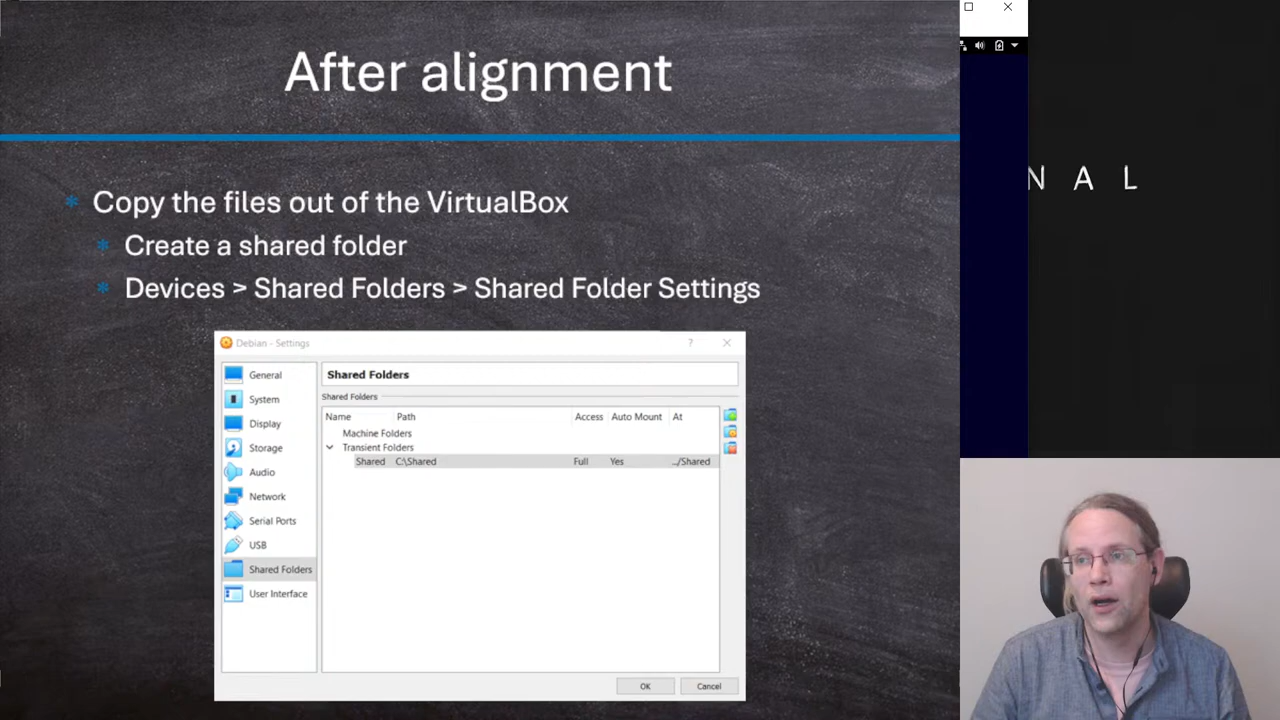 After alignment
Copy the files out of the VirtualBox
Create a shared folder
Devices > Shared Folders > Shared Folder Settings
Debian - Settings
General
System
Display
Storage
Audio
Network
Serial Ports
USB
Shared Folders
User Interface
Shared Folders
Shared Folders
Name Path Access Auto Mount At
Machine Folders
Transient Folders
Shared C:\Shared Full Yes ../Shared
OK Cancel
N A L